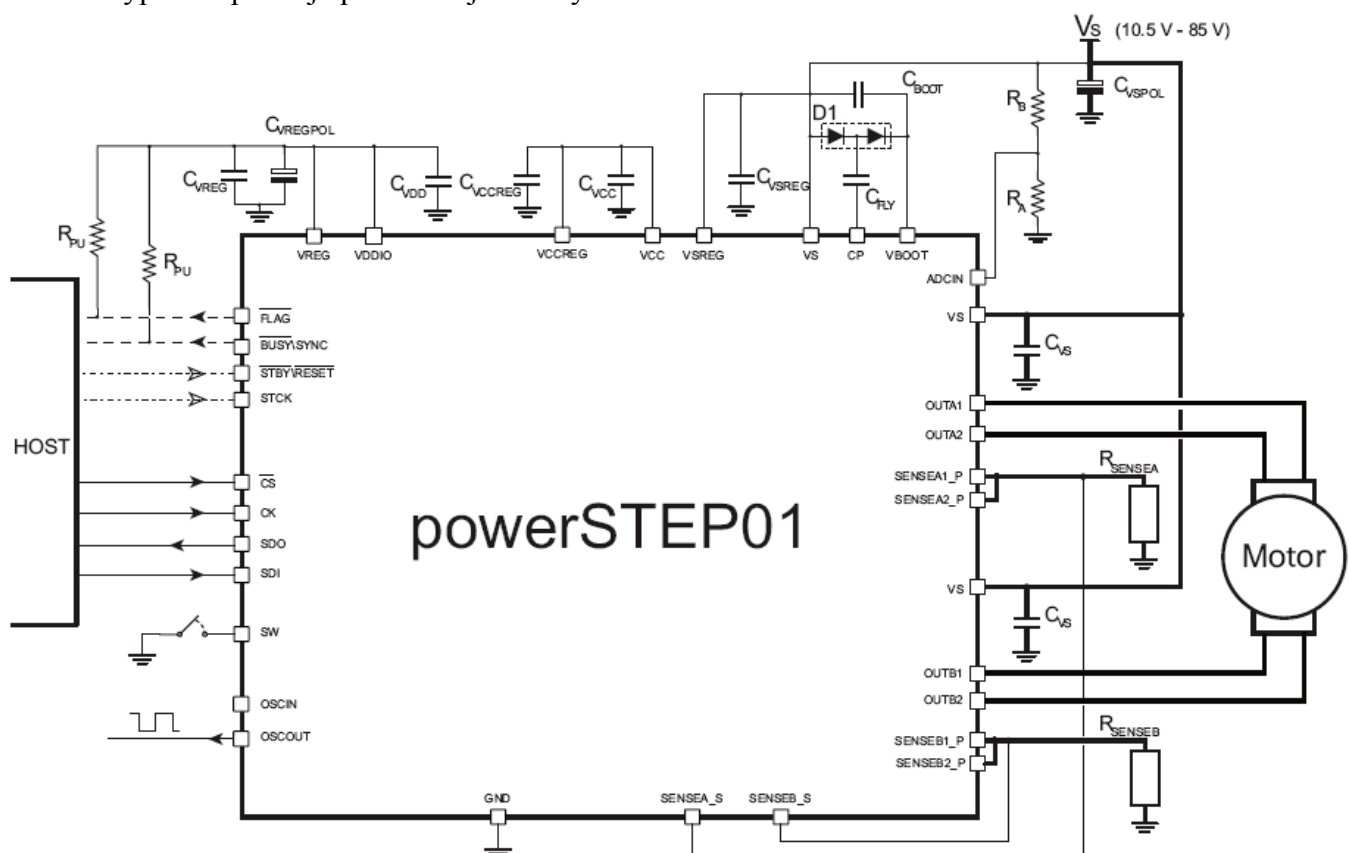 VS (10.5 V - 85 V)
CBOOT
RB
CVSPOL
D1
CVREGPOL
CVREG
CVDD
CVCCREG
CVCC
CVSREG
CFLY
RA
RPU
RPU
VREG
VDDIO
VCCREG
VCC
VSREG
VS
CP
VBOOT
ADCIN
FLAG
VS
BUSY\SYNC
CVS
STBY\RESET
STCK
OUTA1
HOST
OUTA2
RSENSEA
SENSEA1_P
CS
SENSEA2_P
CK
powerSTEP01
SDO
Motor
SDI
VS
CVS
SW
OUTB1
OSCIN
OUTB2
RSENSEB
OSCOUT
SENSEB1_P
SENSEB2_P
GND
SENSEA_S
SENSEB_S